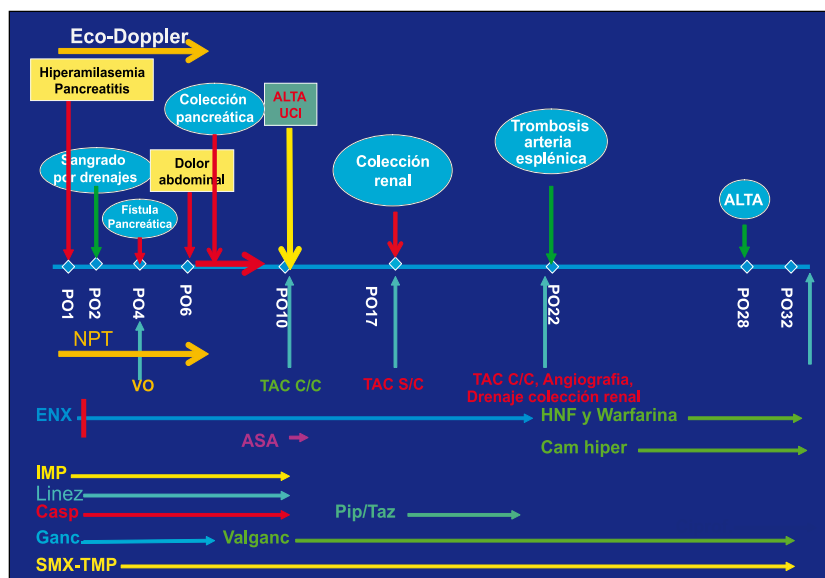 Eco-Doppler
Hiperamilasemia
Pancreatitis
Colección
pancreática
ALTA
UCI
Sangrado
por drenajes
Dolor
abdominal
Fistula
Pancreática
Colección
renal
Trombosis
arteria
esplénica
ALTA
PO1
PO2
PO4
PO6
PO10
PO17
PO22
PO28
PO32
NPT
VO
TAC C/C
TAC S/C
TAC C/C, Angiografia,
Drenaje colección renal
ENX
HNF y Warfarina
ASA
Cam hiper
IMP
Linez
Casp
Pip/Taz
Ganc
Valganc
SMX-TMP